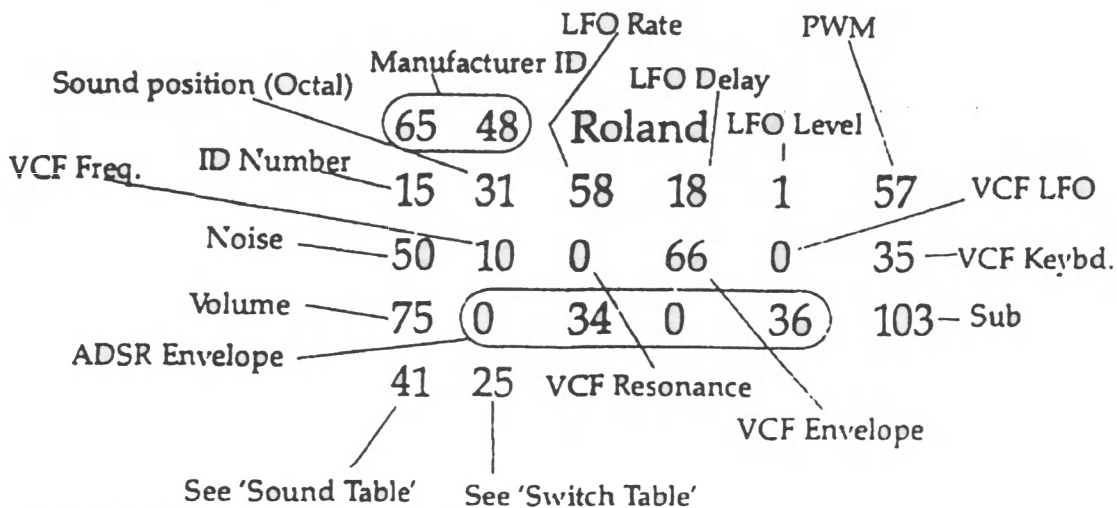 LFO Rate PWM
Manufacturer ID
Sound position (Octal) LFO Delay
65 48 Roland LFO Level
ID Number
VCF Freq. 15 31 58 18 1 57 VCF LFO
Noise 50 10 0 66 0 35 VCF Keybd.
Volume 75 0 34 0 36 103 Sub
ADSR Envelope
41 25 VCF Resonance
VCF Envelope
See 'Sound Table' See 'Switch Table'